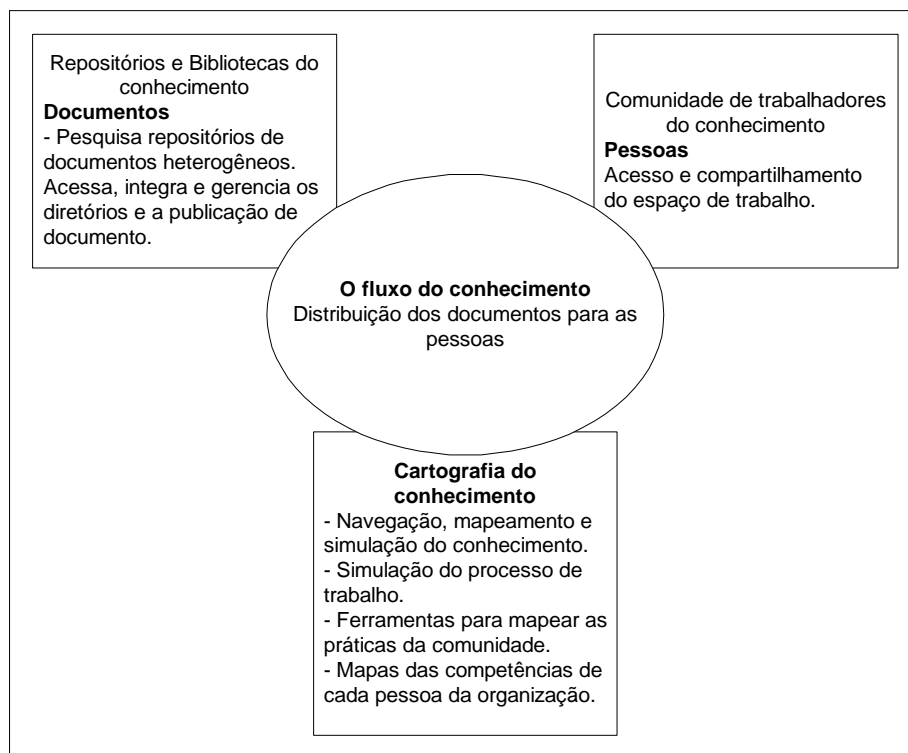 Repositórios e Bibliotecas do
conhecimento
Documentos
- Pesquisa repositórios de
documentos heterogêneos.
Acessa, integra e gerencia os
diretórios e a publicação de
documento.
Comunidade de trabalhadores
do conhecimento
Pessoas
Acesso e compartilhamento
do espaço de trabalho.
O fluxo do conhecimento
Distribuição dos documentos para as
pessoas
Cartografia do
conhecimento
- Navegação, mapeamento e
simulação do conhecimento.
- Simulação do processo de
trabalho.
- Ferramentas para mapear as
práticas da comunidade.
- Mapas das competências de
cada pessoa da organização.